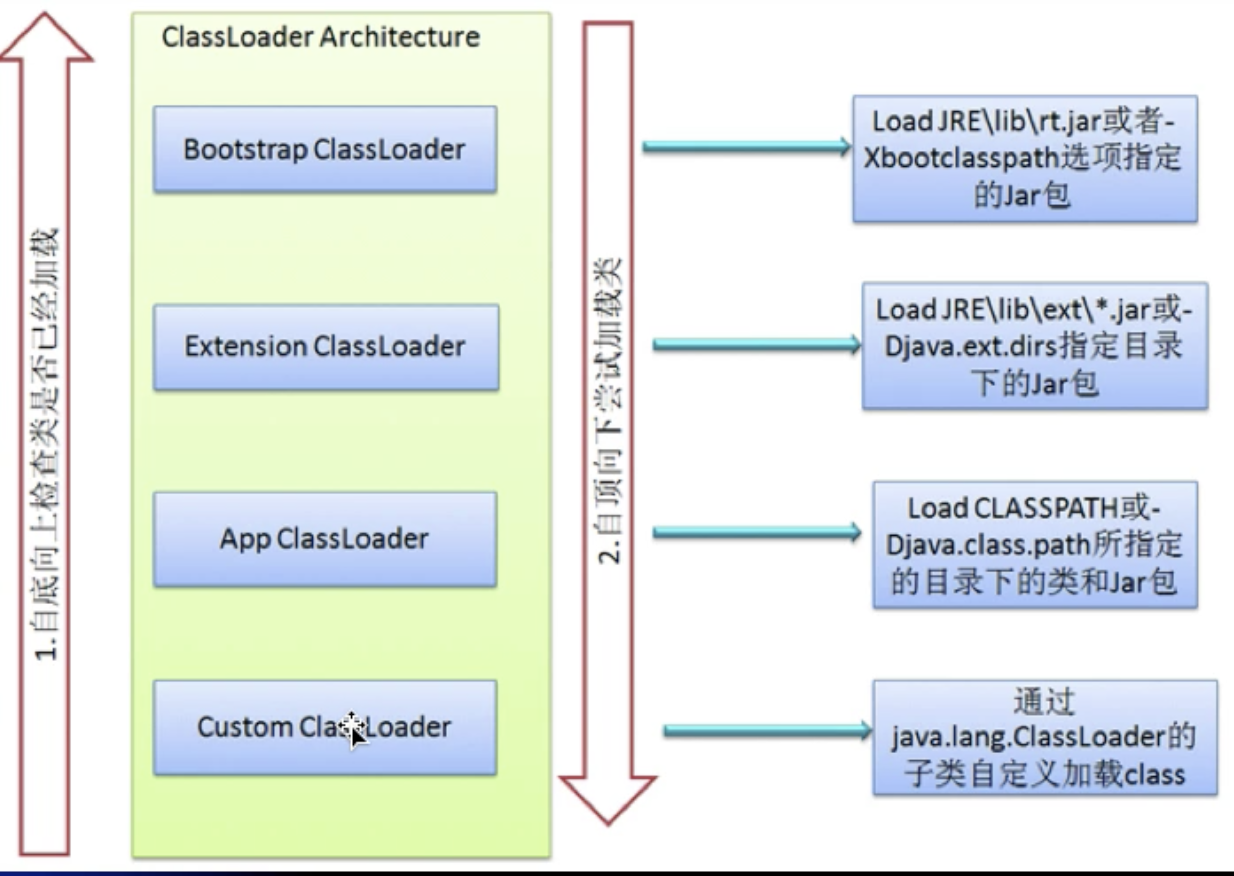 ClassLoader Architecture
1.自底向上检查类是否已经加载
Bootstrap ClassLoader
Extension ClassLoader
App ClassLoader
Custom ClassLoader
2.自顶向下尝试加载类
Load JRE\lib\rt.jar或者-
Xbootclasspath选项指定
的Jar包
Load JRE\lib\ext\*.jar或-
Djava.ext.dirs指定目录
下的Jar包
Load CLASSPATH或-
Djava.class.path所指定
的目录下的类和Jar包
通过
java.lang.ClassLoader的
子类自定义加载class